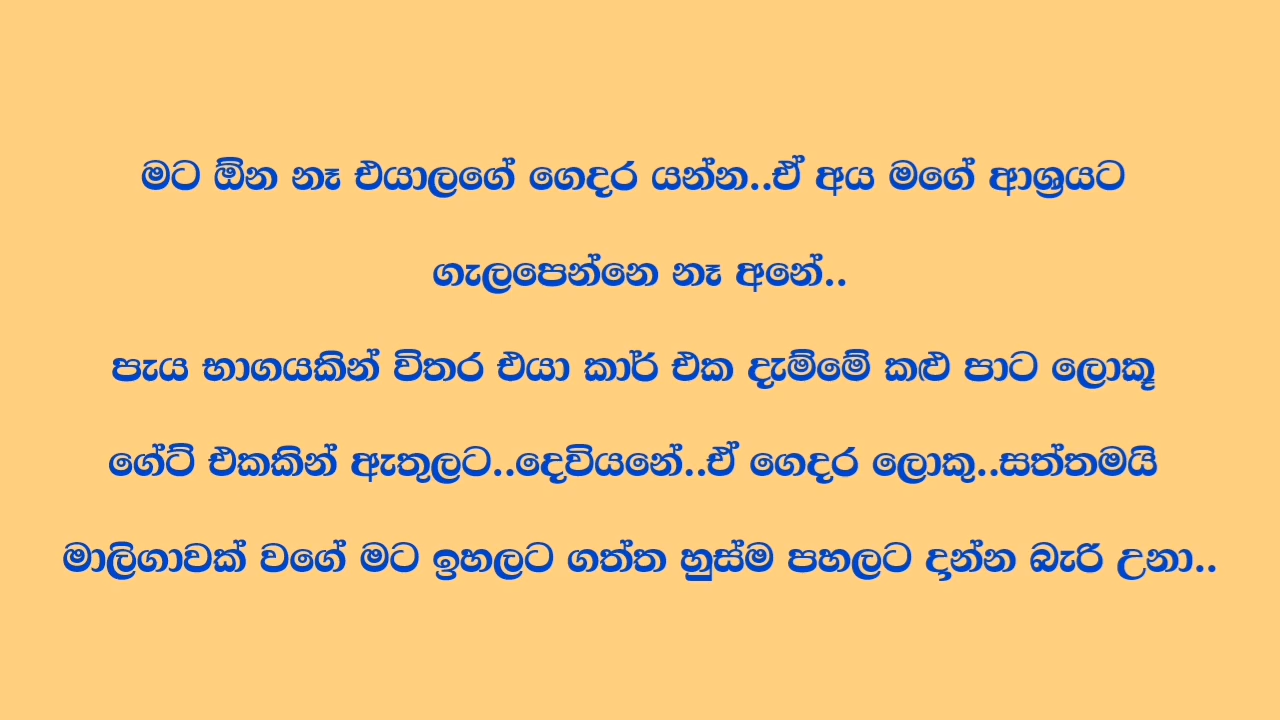 මට ඕන නෑ එයාලගේ ගෙදර යන්න..ඒ අය මගේ ආශ්‍රයට
ගැලපෙන්නෙ නෑ අනේ..
පැය භාගයකින් විතර එයා කාර් එක දැම්මේ කළු පාට ලොකූ
ගේට් එකකින් ඇතුලට..දෙවියනේ..ඒ ගෙදර ලොකු..සත්තමයි
මාලිගාවක් වගේ මට ඉහලට ගත්ත හුස්ම පහලට දාන්න බැරි උනා..